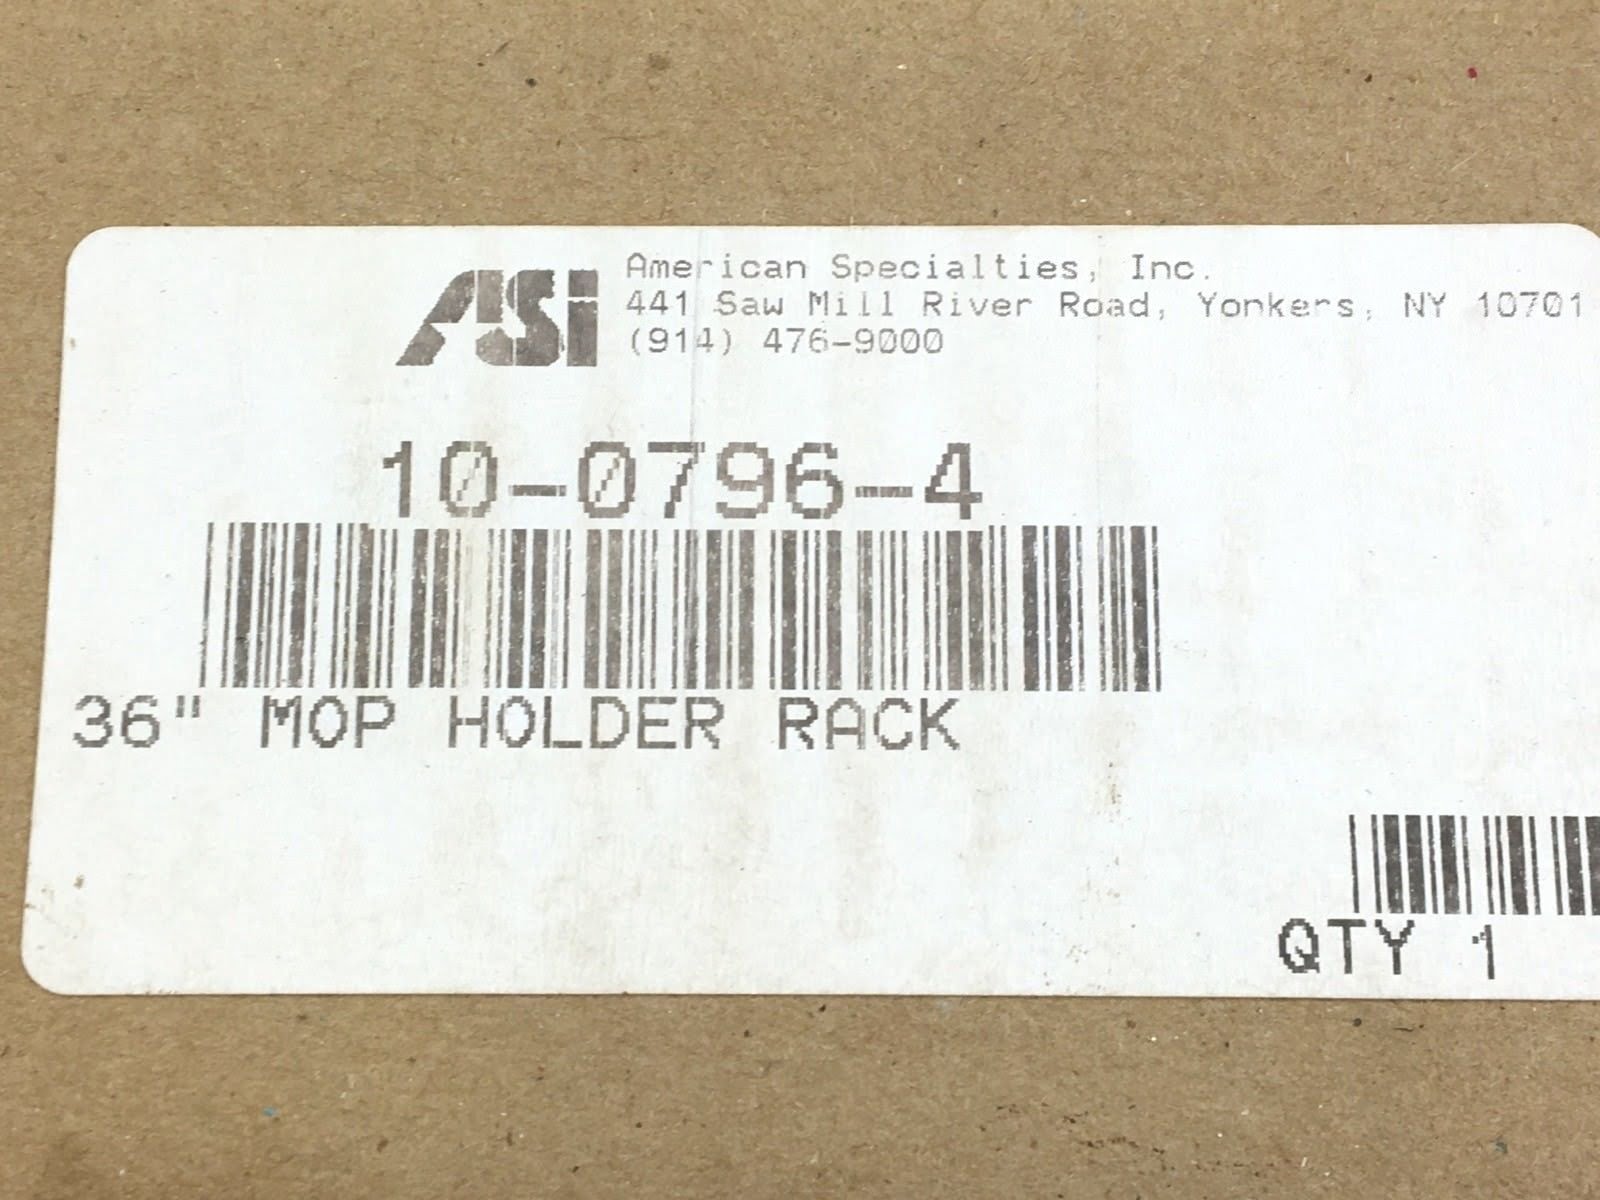 ASi
American Specialties, Inc.
441 Saw Mill River Road, Yonkers, NY 10701
(914) 476-9000
10-0796-4
36" MOP HOLDER RACK
QTY 1